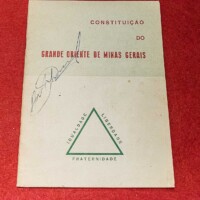 CONSTITUIÇÃO
DO
GRANDE ORIENTE DE MINAS GERAIS
IGUALDADE
LIBERDADE
FRATERNIDADE